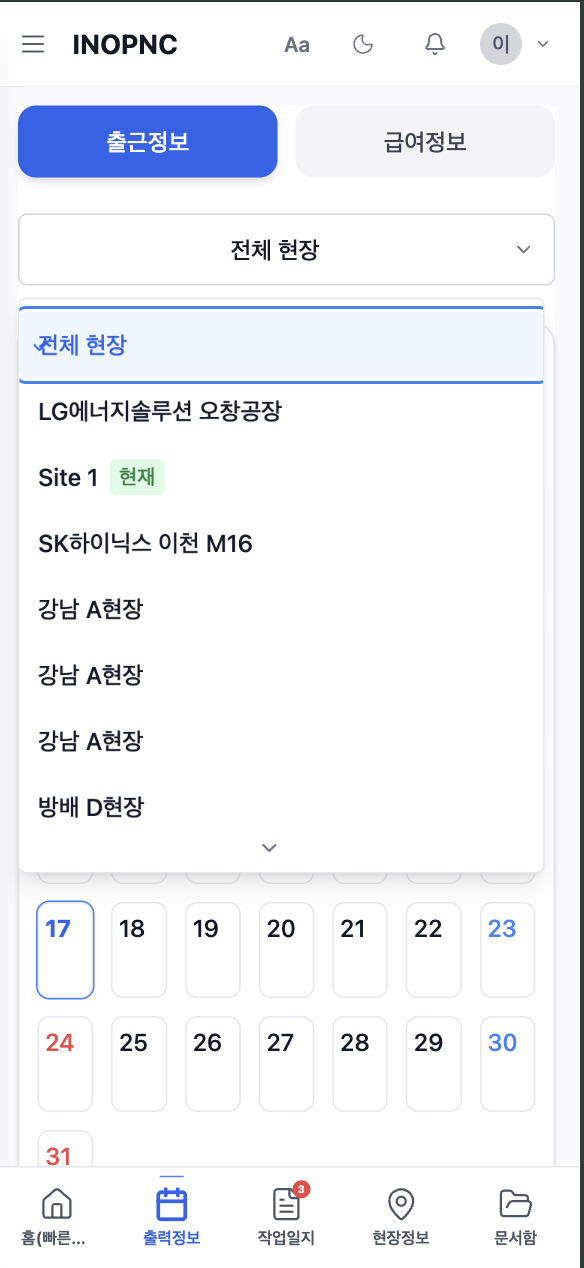 INOPNC
Aa
이
출근정보
급여정보
전체 현장
전체 현장
LG에너지솔루션 오창공장
Site 1 현재
SK하이닉스 이천 M16
강남 A현장
강남 A현장
강남 A현장
방배 D현장
17 18 19 20 21 22 23
24 25 26 27 28 29 30
31
3
홈(빠른... 출력정보 작업일지 현장정보 문서함